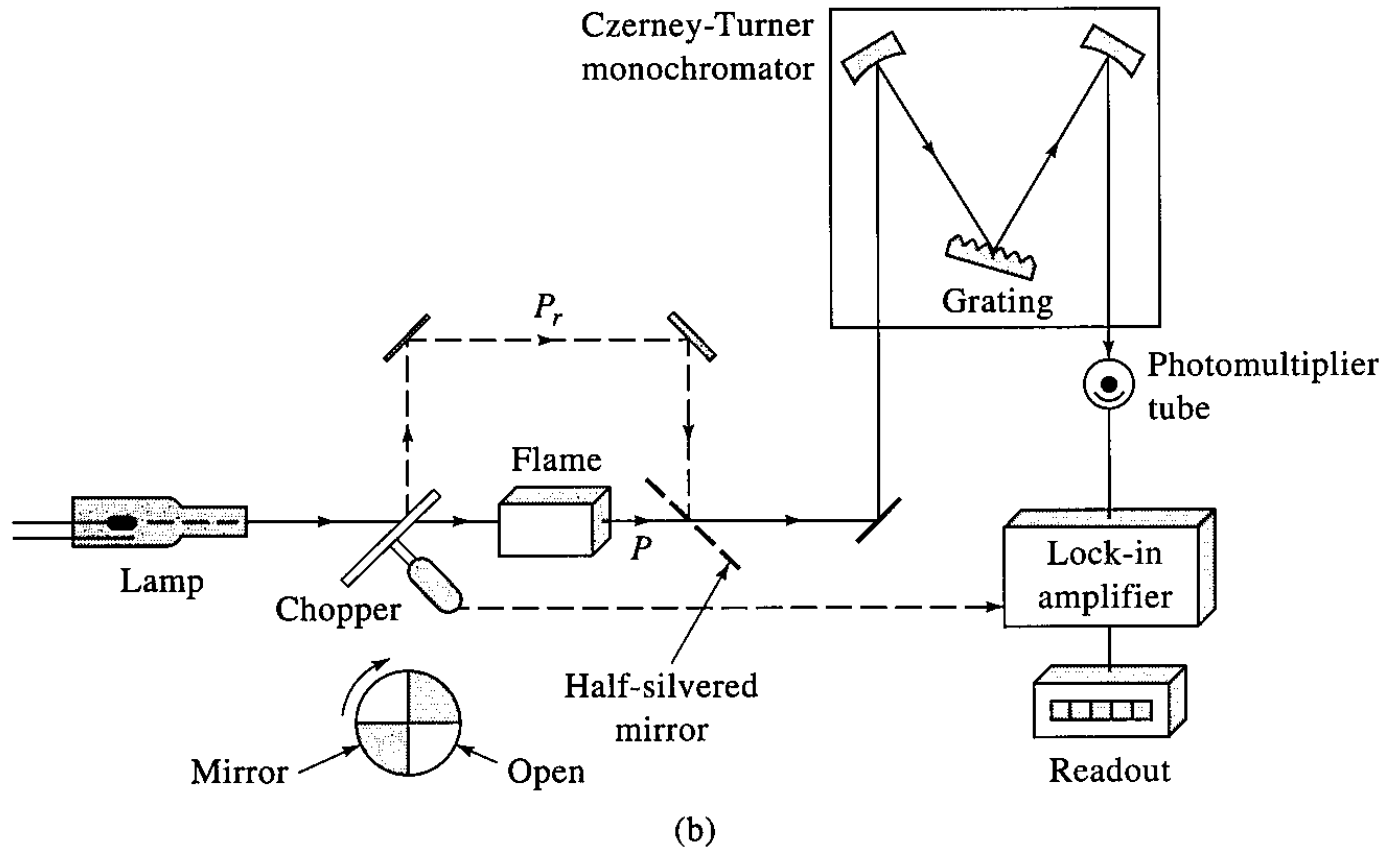 Czerney-Turner
monochromator
Grating
P_r
Photomultiplier
tube
Flame
P
Lamp
Chopper
Lock-in
amplifier
Half-silvered
mirror
Mirror
Open
Readout
(b)